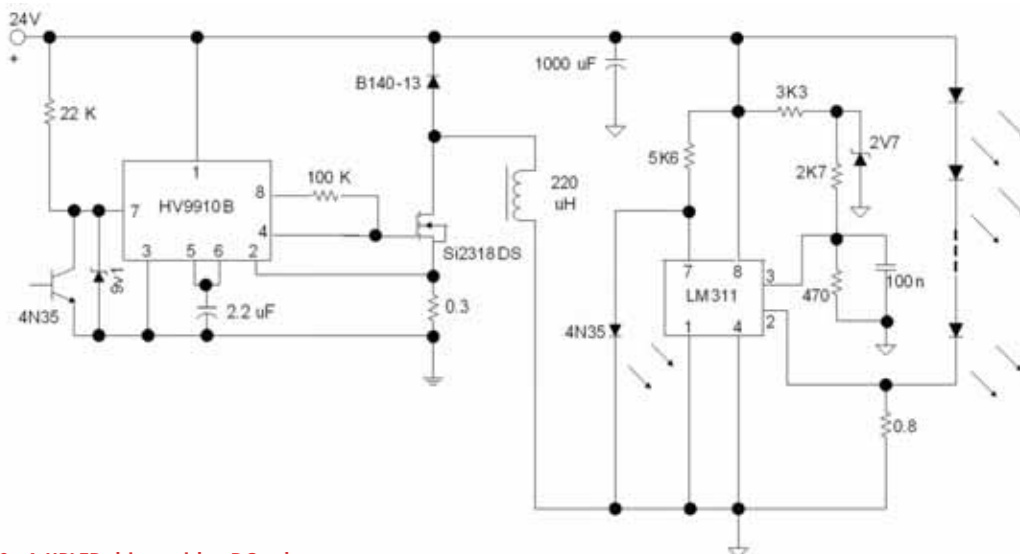 24V
+
B140-13
1000 uF
3K3
22 K
5K6
2V7
2K7
1
HV9910B
8
100 K
7
4
220
uH
3
5
6
2
Si2318DS
7
8
3
LM311
470
100n
9v1
2.2 uF
0.3
4N35
4N35
1
4
2
0.8